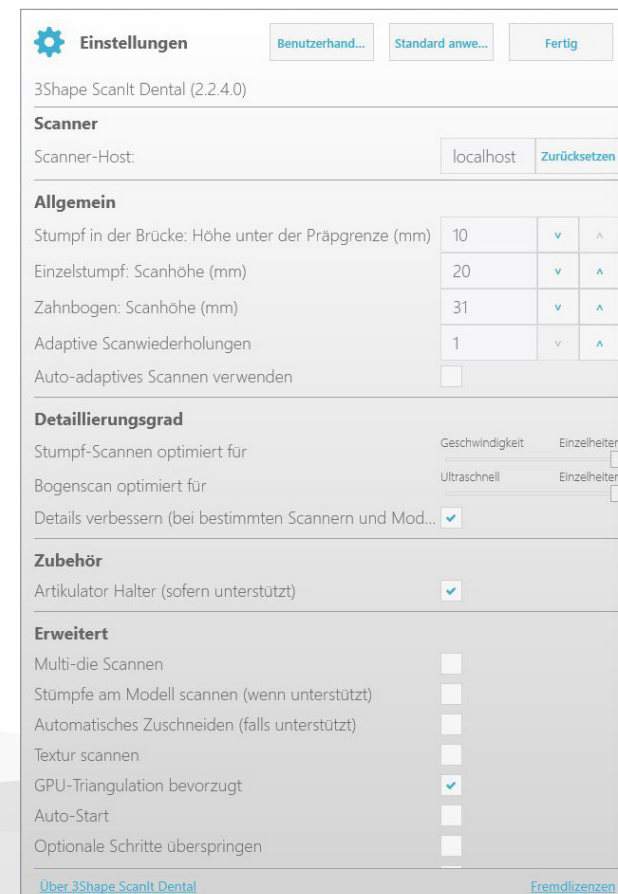 Einstellungen Benutzerhand... Standard anwe... Fertig
3Shape ScanIt Dental (2.2.4.0)
Scanner
Scanner-Host: localhost Zurücksetzen
Allgemein
Stumpf in der Brücke: Höhe unter der Präpgrenze (mm) 10
Einzelstumpf: Scanhöhe (mm) 20
Zahnbogen: Scanhöhe (mm) 31
Adaptive Scanwiederholungen 1
Auto-adaptives Scannen verwenden
Detaillierungsgrad
Stumpf-Scannen optimiert für Geschwindigkeit Einzelheiten
Bogenscan optimiert für Ultraschnell Einzelheiten
Details verbessern (bei bestimmten Scannern und Mod...
Zubehör
Artikulator Halter (sofern unterstützt)
Erweitert
Multi-die Scannen
Stümpfe am Modell scannen (wenn unterstützt)
Automatisches Zuschneiden (falls unterstützt)
Textur scannen
GPU-Triangulation bevorzugt
Auto-Start
Optionale Schritte überspringen
Über 3Shape ScanIt Dental Fremdlizenzen